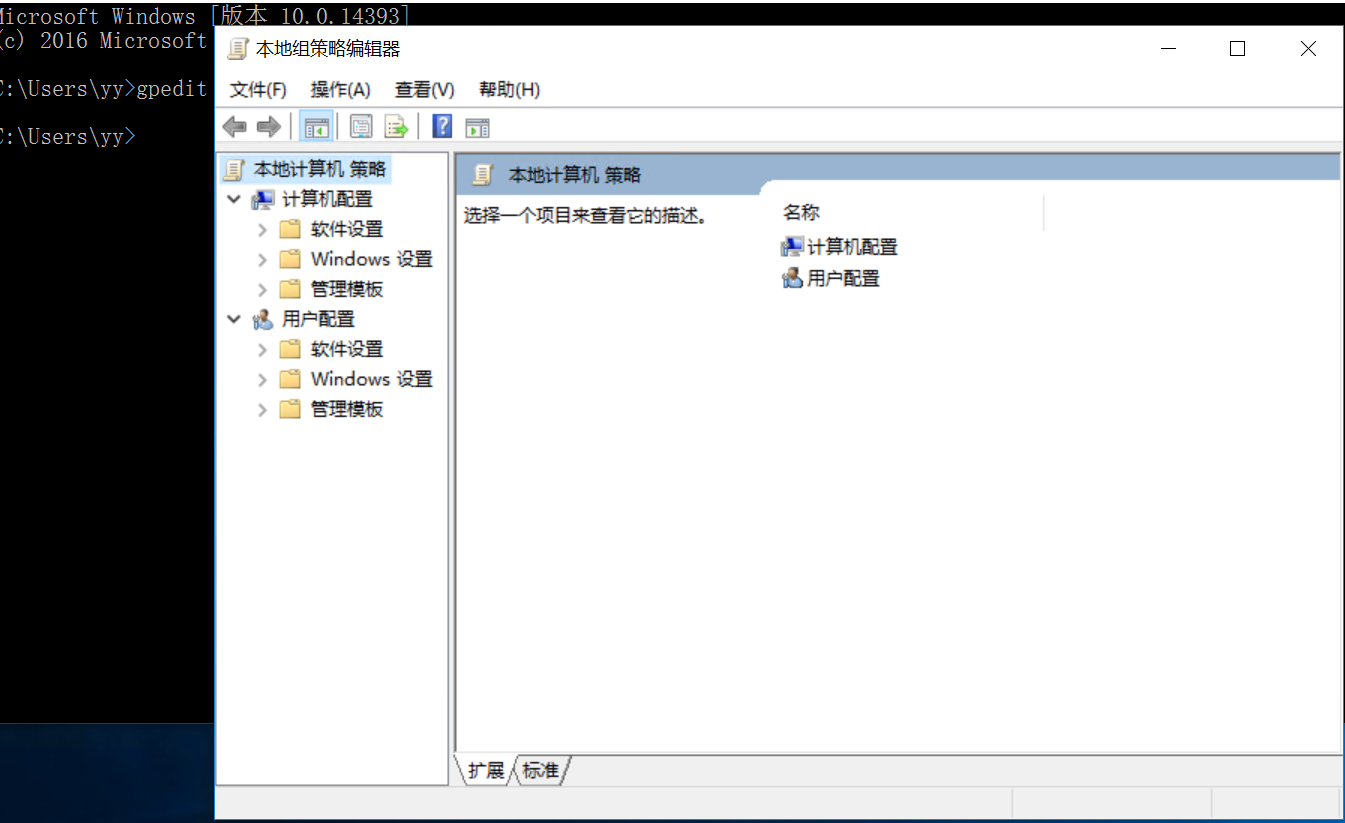 Microsoft Windows [版本 10.0.14393]
(c) 2016 Microsoft
C:\Users\yy>gpedit
C:\Users\yy>
本地组策略编辑器
文件(F) 操作(A) 查看(V) 帮助(H)
本地计算机 策略
计算机配置
软件设置
Windows 设置
管理模板
用户配置
软件设置
Windows 设置
管理模板
本地计算机 策略
选择一个项目来查看它的描述。
名称
计算机配置
用户配置
扩展 标准